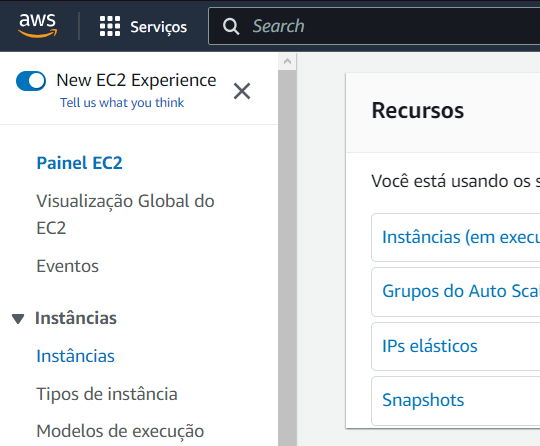 aws
Serviços
Search
New EC2 Experience
Tell us what you think
Painel EC2
Visualização Global do
EC2
Eventos
Instâncias
Instâncias
Tipos de instância
Modelos de execução
Recursos
Você está usando os
Instâncias (em
Grupos do Auto
IPs elásticos
Snapshots